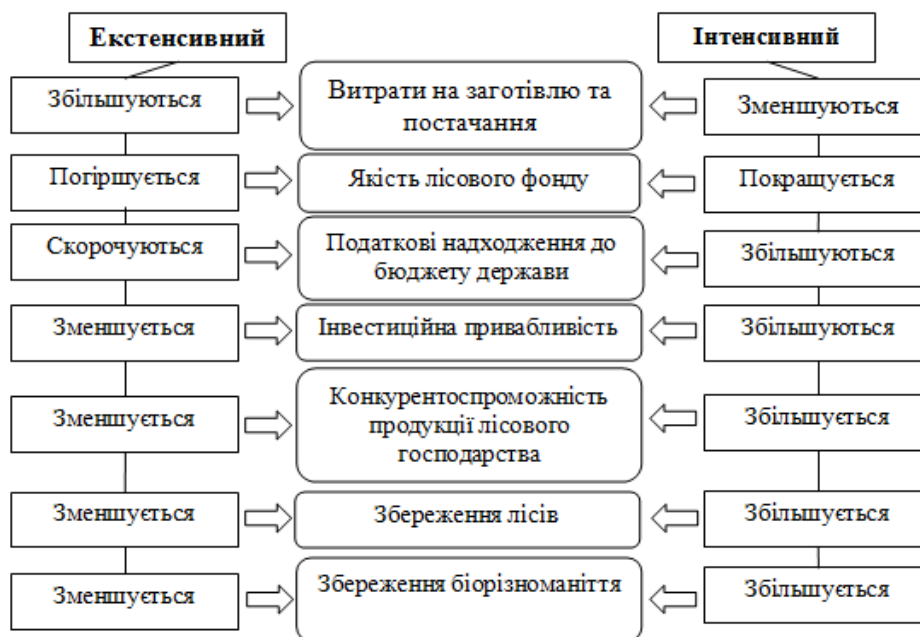 Екстенсивний
Інтенсивний
Збільшуються
Витрати на заготівлю та
постачання
Зменшуються
Погіршується
Якість лісового фонду
Покращується
Скорочуються
Податкові надходження до
бюджету держави
Збільшуються
Зменшується
Інвестиційна привабливість
Збільшуються
Зменшується
Конкурентоспроможність
продукції лісового
господарства
Збільшується
Зменшується
Збереження лісів
Збільшується
Зменшується
Збереження біорізноманіття
Збільшується